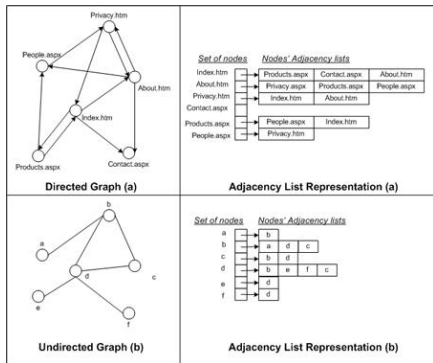 Privacy.htm
People.aspx
About.htm
Index.htm
Products.aspx
Contact.aspx
Directed Graph (a)
Set of nodes Nodes' Adjacency lists
Index.htm Products.aspx Contact.aspx About.htm
About.htm Privacy.aspx Products.aspx People.aspx
Privacy.htm Index.htm About.htm
Contact.aspx
Products.aspx People.aspx Index.htm
People.aspx Privacy.htm
Adjacency List Representation (a)
b
a
d
c
e
f
Undirected Graph (b)
Set of nodes Nodes' Adjacency lists
a b
b a d c
c b d
d b e f c
e d
f d
Adjacency List Representation (b)